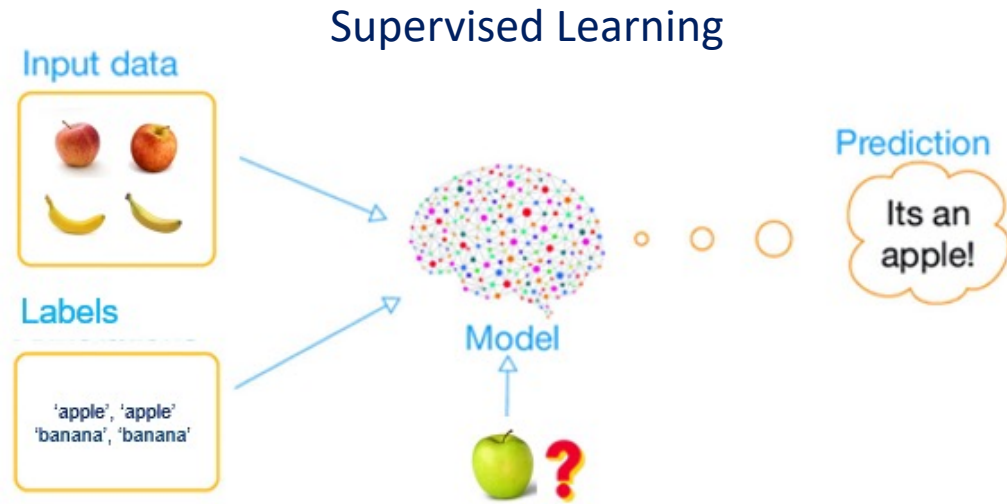 Supervised Learning
Input data
Labels
'apple', 'apple'
'banana', 'banana'
Model
?
Prediction
Its an
apple!